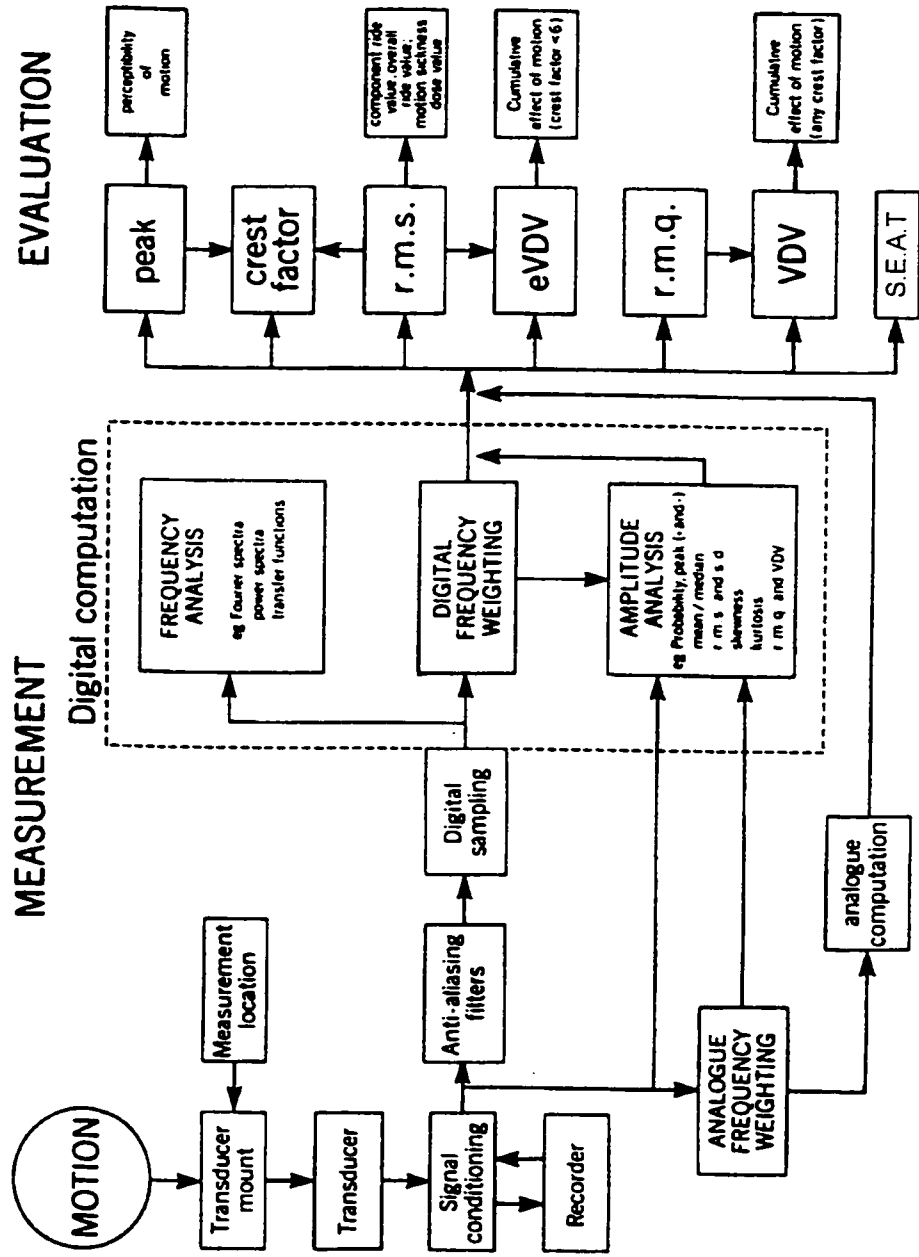 MEASUREMENT
EVALUATION
Digital computation
MOTION
Transducer
mount
Measurement
location
Transducer
Signal
conditioning
Recorder
Anti-aliasing
filters
Digital
sampling
ANALOGUE
FREQUENCY
WEIGHTING
analogue
computation
FREQUENCY
ANALYSIS
eg Fourier spectra
power spectra
transfer functions
DIGITAL
FREQUENCY
WEIGHTING
AMPLITUDE
ANALYSIS
eg Probability, peak (+ and -)
mean / median
r m s and s d
skewness
kurtosis
r m q and VDV
peak
perceptibility
of
motion
crest
factor
r.m.s.
component ride
value, overall
ride value;
motion sickness
dose value
eVDV
Cumulative
effect of motion
(crest factor <6)
r.m.q.
VDV
Cumulative
effect of motion
(any crest factor)
S.E.A.T